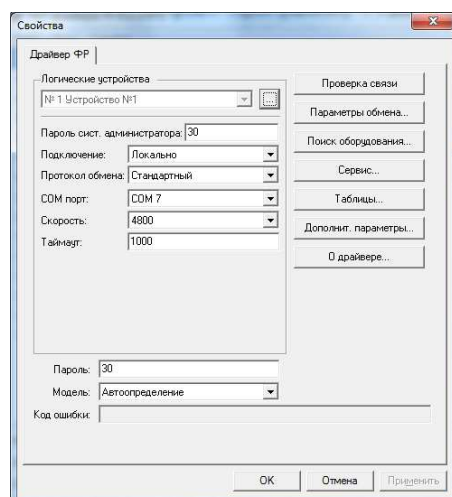 Свойства
Драйвер ФР
Логические устройства
№ 1 Устройство №1
...
Пароль сист. администратора: 30
Подключение: Локально
Протокол обмена: Стандартный
COM порт: COM 7
Скорость: 4800
Таймаут: 1000
Проверка связи
Параметры обмена...
Поиск оборудования...
Сервис...
Таблицы...
Дополнит. параметры...
О драйвере...
Пароль: 30
Модель: Автоопределение
Код ошибки:
OK Отмена Применить